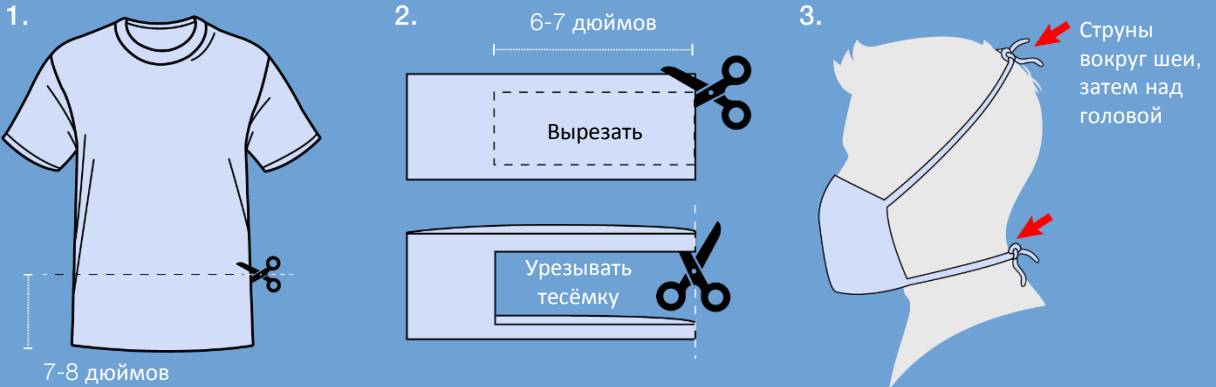 1.
7-8 дюймов
2.
6-7 дюймов
Вырезать
Урезывать
тесёмку
3.
Струны
вокруг шеи,
затем над
головой